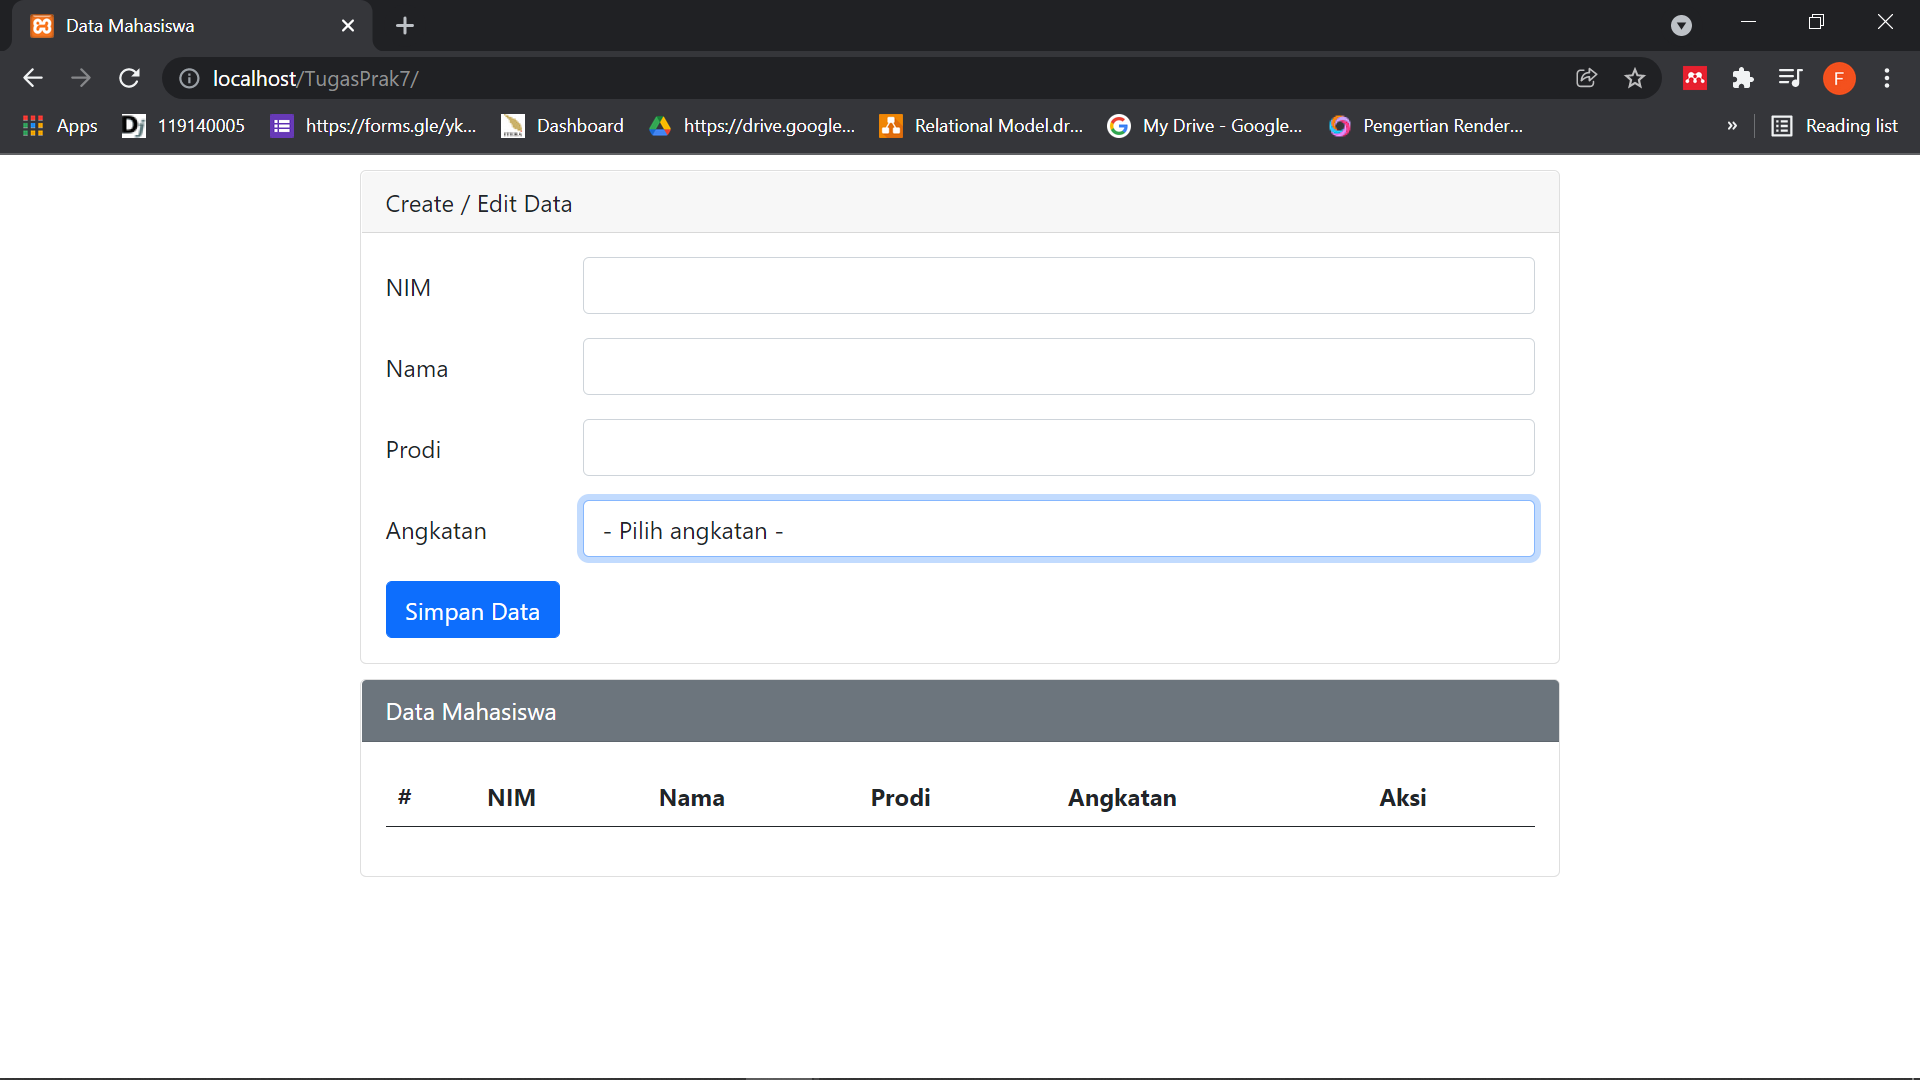 Data Mahasiswa
localhost/TugasPrak7/
F
Apps Dj 119140005 https://forms.gle/yk... Dashboard https://drive.google... Relational Model.dr... My Drive - Google... Pengertian Render... » Reading list
Create / Edit Data
NIM
Nama
Prodi
Angkatan - Pilih angkatan -
Simpan Data
Data Mahasiswa
# NIM Nama Prodi Angkatan Aksi